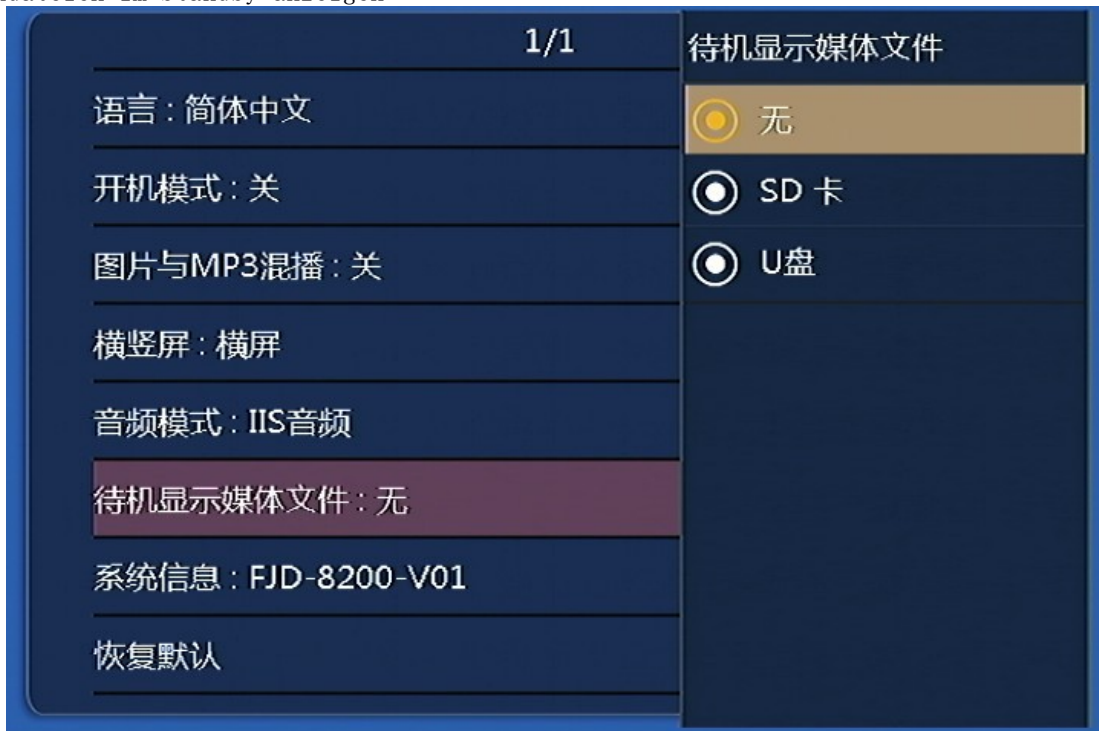 1/1
语言 : 简体中文
开机模式 : 关
图片与MP3混播 : 关
横竖屏 : 横屏
音频模式 : IIS音频
待机显示媒体文件 : 无
系统信息 : FJD-8200-V01
恢复默认
待机显示媒体文件
无
SD 卡
U盘